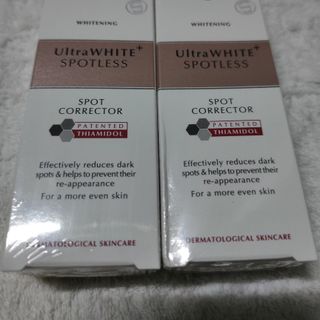 WHITENING
UltraWHITE+
SPOTLESS
SPOT
CORRECTOR
PATENTED
THIAMIDOL
Effectively reduces dark
spots & helps to prevent their
re-appearance
For a more even skin
DERMATOLOGICAL SKINCARE
WHITENING
UltraWHITE+
SPOTLESS
SPOT
CORRECTOR
PATENTED
THIAMIDOL
Effectively reduces dark
spots & helps to prevent their
re-appearance
For a more even skin
DERMATOLOGICAL SKINCARE